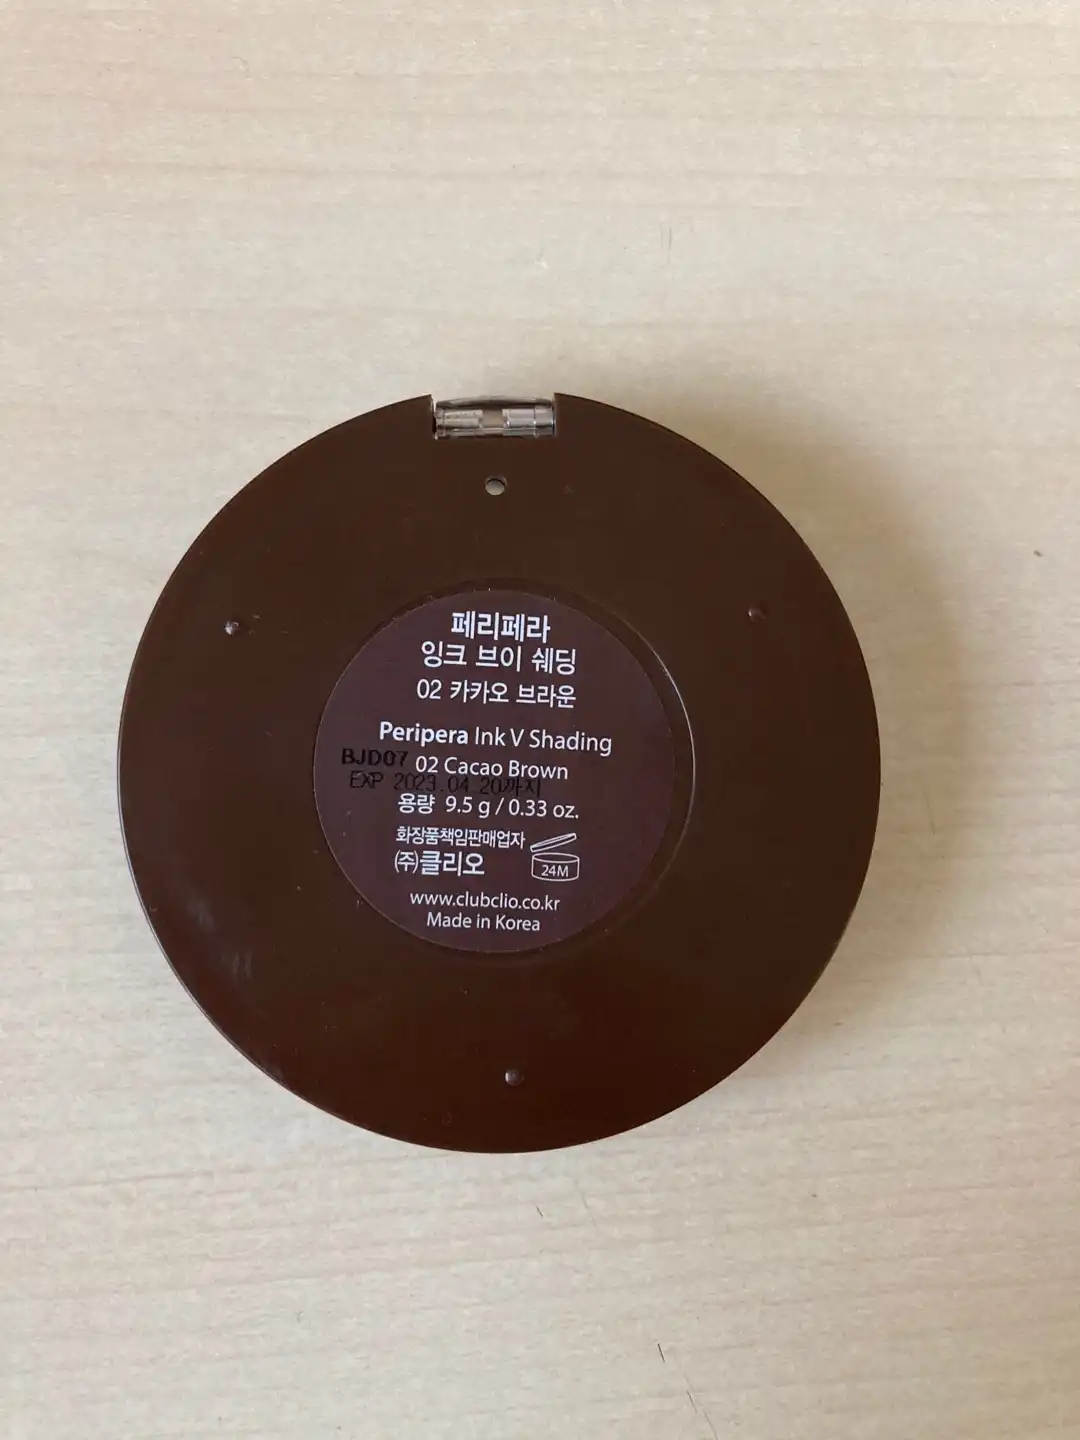 페리페라
잉크 브이 쉐딩
02 카카오 브라운
Peripera Ink V Shading
BJD07
02 Cacao Brown
EXP 2023.04.20까지
용량 9.5 g / 0.33 oz.
화장품책임판매업자
㈜클리오
24M
www.clubclio.co.kr
Made in Korea